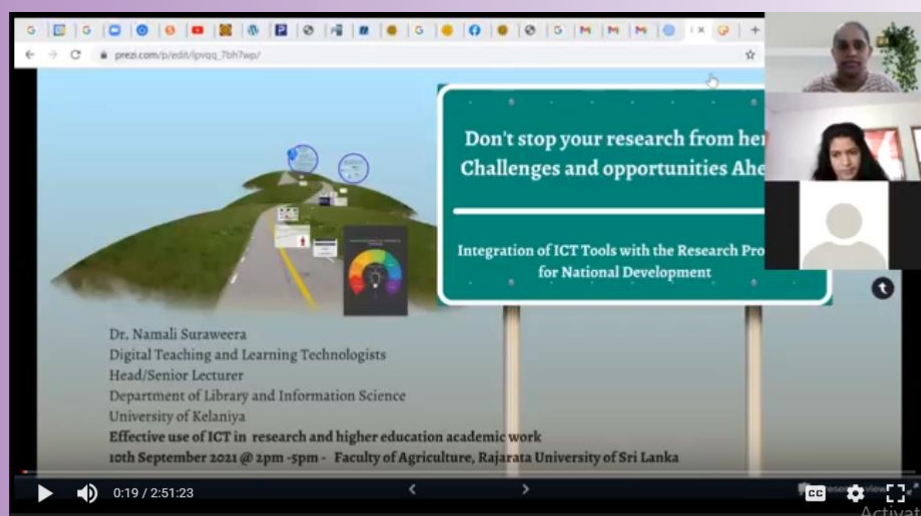 prezi.com/p/edit/ipvqq_7bh7wp/
Don't stop your research from her
Challenges and opportunities Ahe
Integration of ICT Tools with the Research Pro
for National Development
Dr. Namali Suraweera
Digital Teaching and Learning Technologists
Head/Senior Lecturer
Department of Library and Information Science
University of Kelaniya
Effective use of ICT in research and higher education academic work
10th September 2021 @ 2pm -5pm - Faculty of Agriculture, Rajarata University of Sri Lanka
0:19 / 2:51:23
CC
Activat